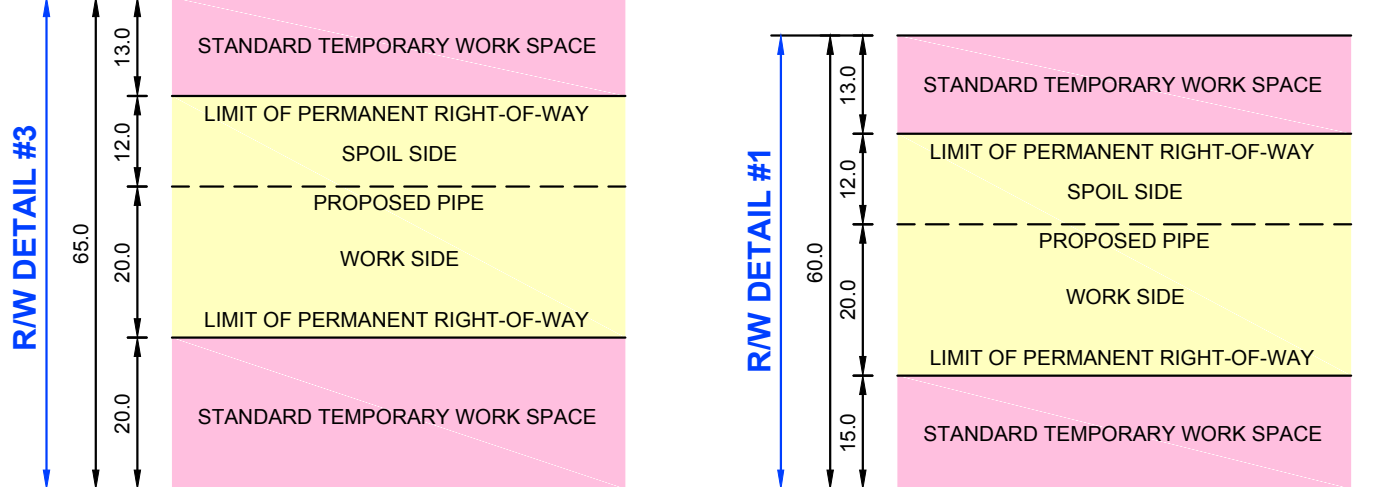 R/W DETAIL #3
65.0
13.0
STANDARD TEMPORARY WORK SPACE
12.0
LIMIT OF PERMANENT RIGHT-OF-WAY
SPOIL SIDE
20.0
PROPOSED PIPE
WORK SIDE
LIMIT OF PERMANENT RIGHT-OF-WAY
20.0
STANDARD TEMPORARY WORK SPACE
R/W DETAIL #1
60.0
13.0
STANDARD TEMPORARY WORK SPACE
12.0
LIMIT OF PERMANENT RIGHT-OF-WAY
SPOIL SIDE
20.0
PROPOSED PIPE
WORK SIDE
LIMIT OF PERMANENT RIGHT-OF-WAY
15.0
STANDARD TEMPORARY WORK SPACE